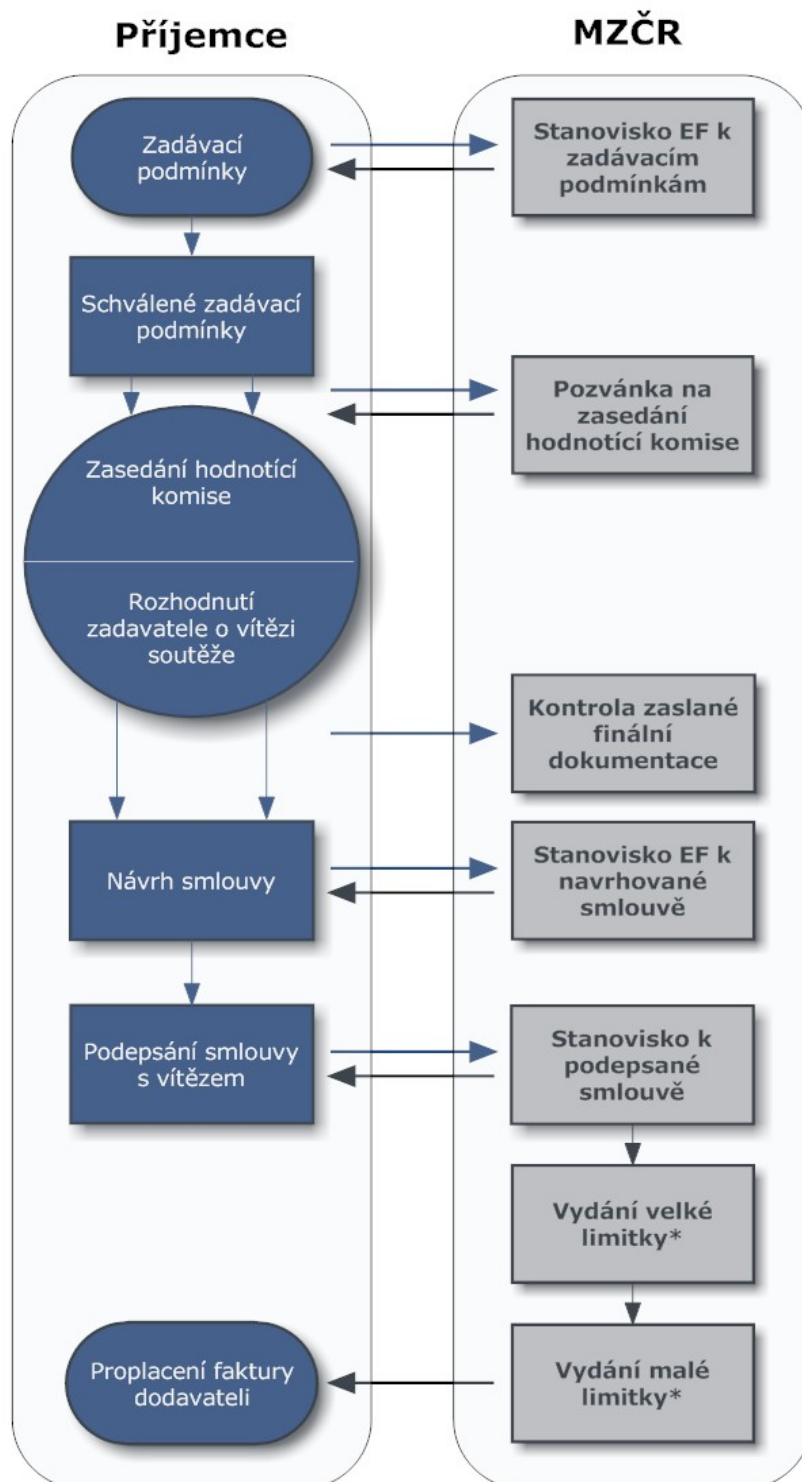 Příjemce
MZČR
Zadávací
podmínky
Stanovisko EF k
zadávacím
podmínkám
Schválené zadávací
podmínky
Pozvánka na
zasedání
hodnotící komise
Zasedání hodnotící
komise
Rozhodnutí
zadavatele o vítězi
soutěže
Kontrola zaslané
finální
dokumentace
Návrh smlouvy
Stanovisko EF k
navrhované
smlouvě
Podepsání smlouvy
s vítězem
Stanovisko k
podepsané
smlouvě
Vydání velké
limitky*
Proplacení faktury
dodavateli
Vydání malé
limitky*